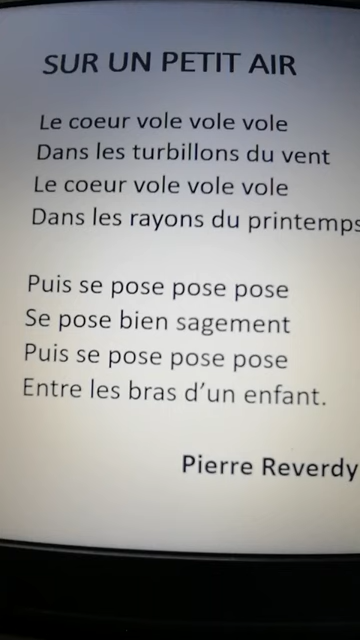 SUR UN PETIT AIR
Le coeur vole vole vole
Dans les turbillons du vent
Le coeur vole vole vole
Dans les rayons du printemps
Puis se pose pose pose
Se pose bien sagement
Puis se pose pose pose
Entre les bras d'un enfant.
Pierre Reverdy